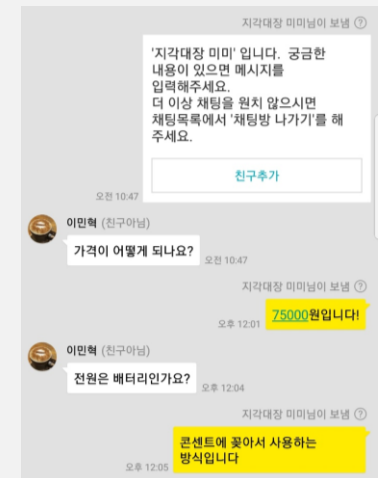 지각대장 미미님이 보냄 ?
'지각대장 미미' 입니다. 궁금한
내용이 있으면 메시지를
입력해주세요.
더 이상 채팅을 원치 않으시면
채팅목록에서 '채팅방 나가기'를 해
주세요.
친구추가
오전 10:47
이민혁 (친구아님)
가격이 어떻게 되나요?
오전 10:47
지각대장 미미님이 보냄 ?
75000원입니다!
오후 12:01
이민혁 (친구아님)
전원은 배터리인가요?
오후 12:04
지각대장 미미님이 보냄 ?
콘센트에 꽂아서 사용하는
방식입니다
오후 12:05